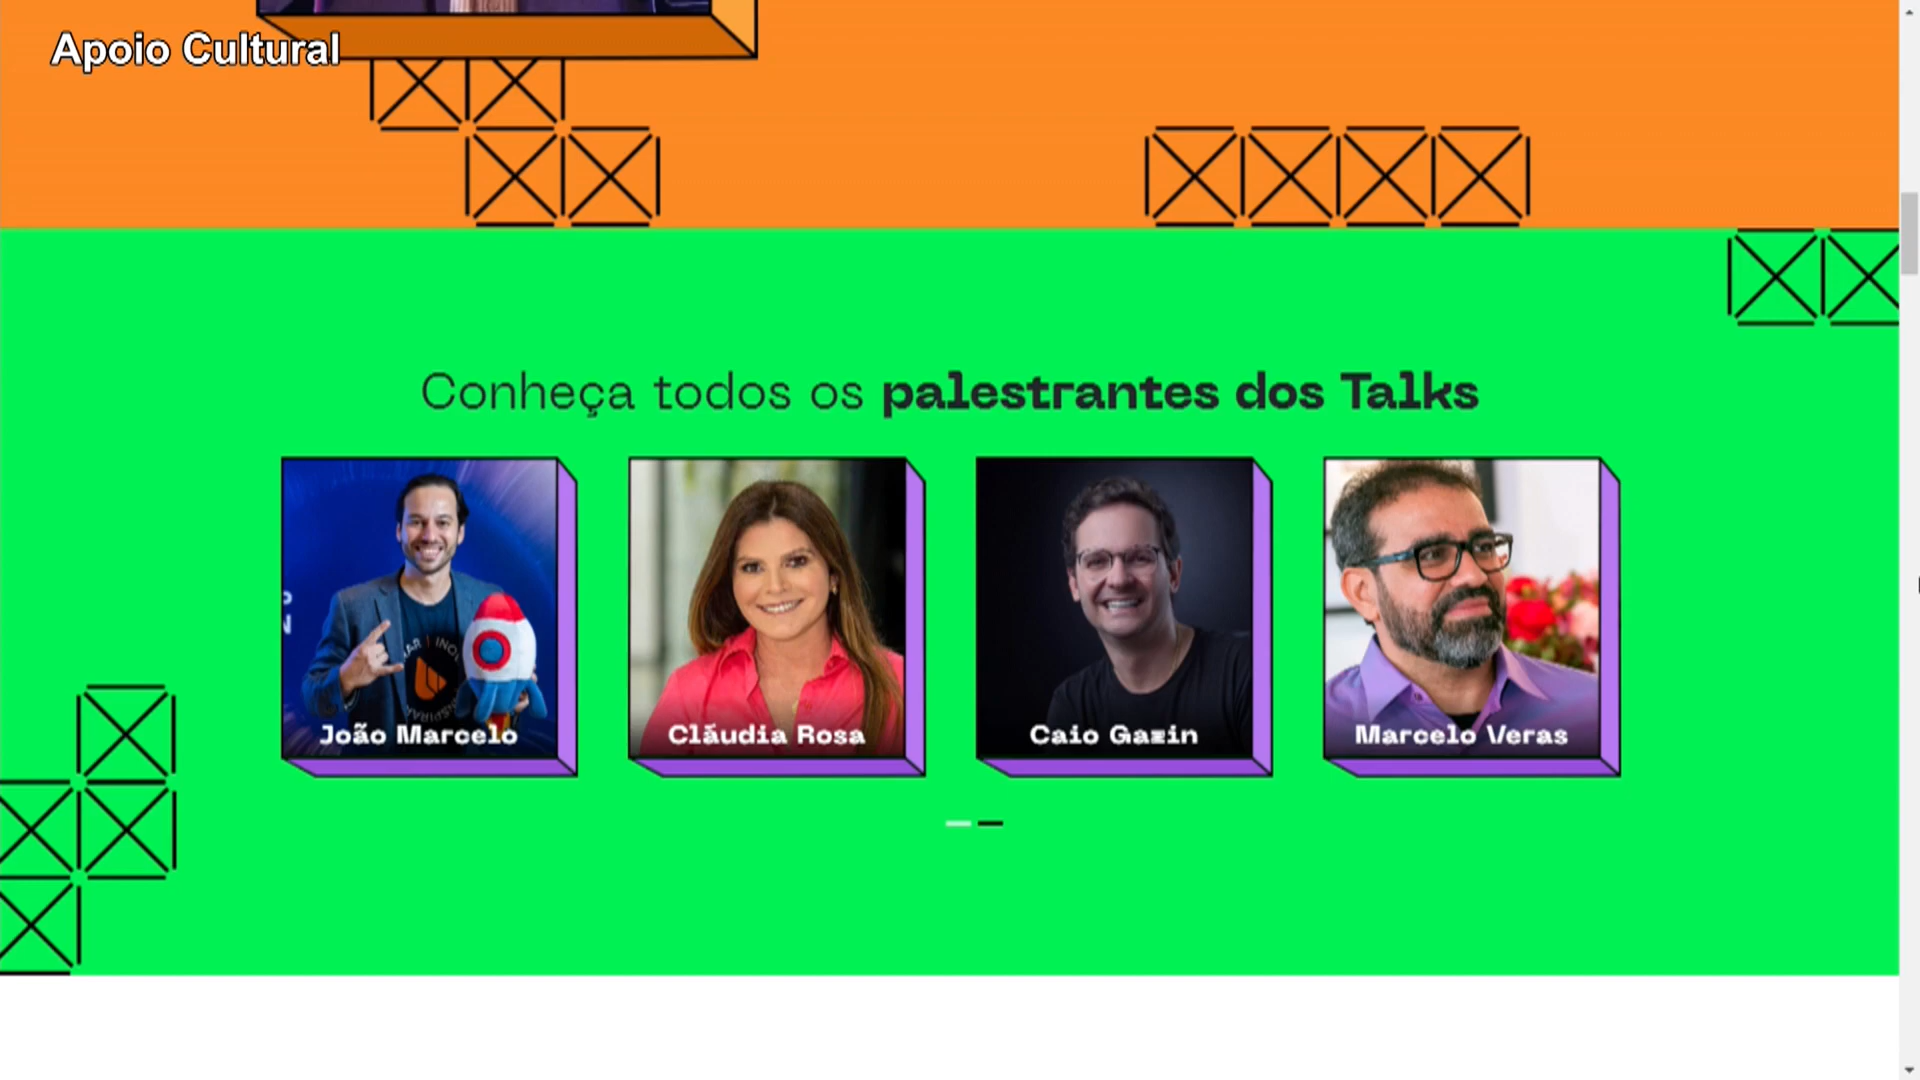 Apoio Cultural
Conheça todos os palestrantes dos Talks
João Marcelo
Cláudia Rosa
Caio Gazin
Marcelo Veras